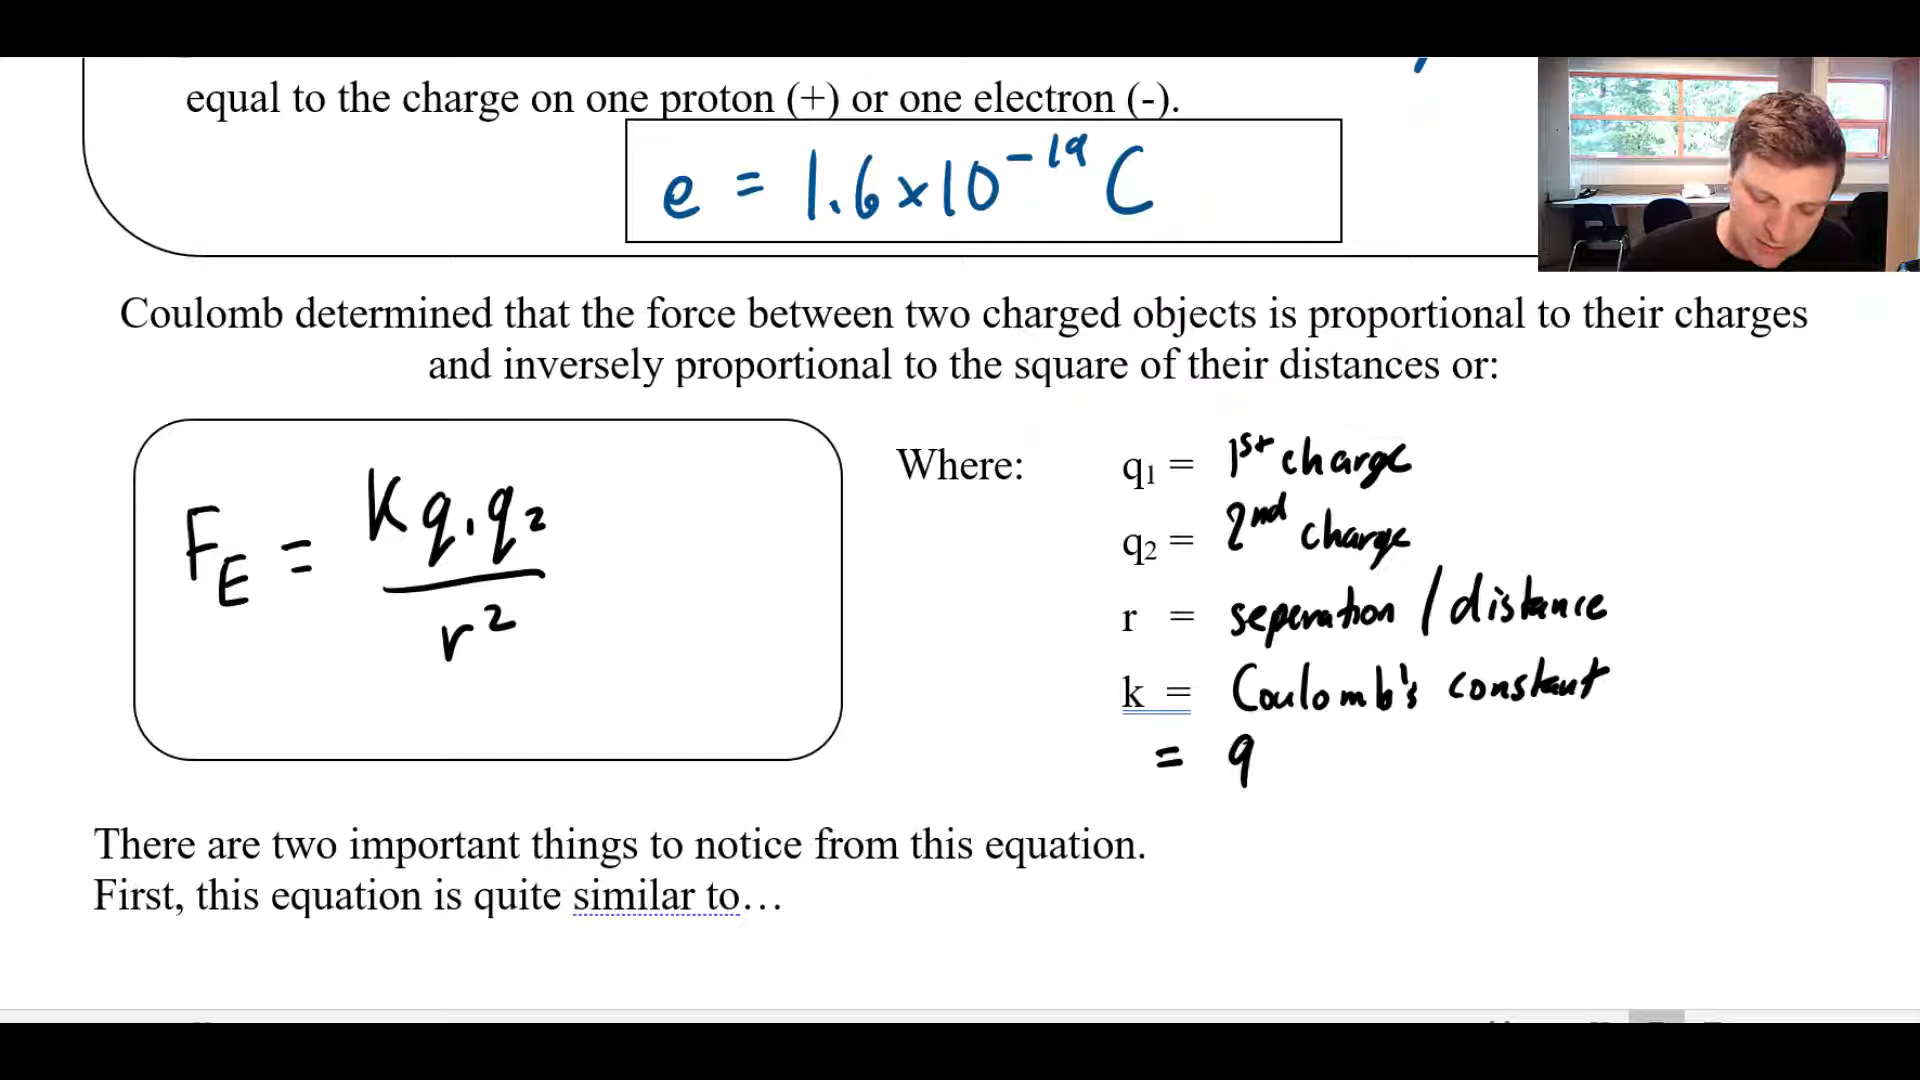 equal to the charge on one proton (+) or one electron (-).
e = 1.6×10⁻¹⁹ C
Coulomb determined that the force between two charged objects is proportional to their charges
and inversely proportional to the square of their distances or:
F_E = kq₁q₂ / r²
Where:
q₁ = 1st charge
q₂ = 2nd charge
r = seperation / distance
k = Coulomb's constant
= 9
There are two important things to notice from this equation.
First, this equation is quite similar to…